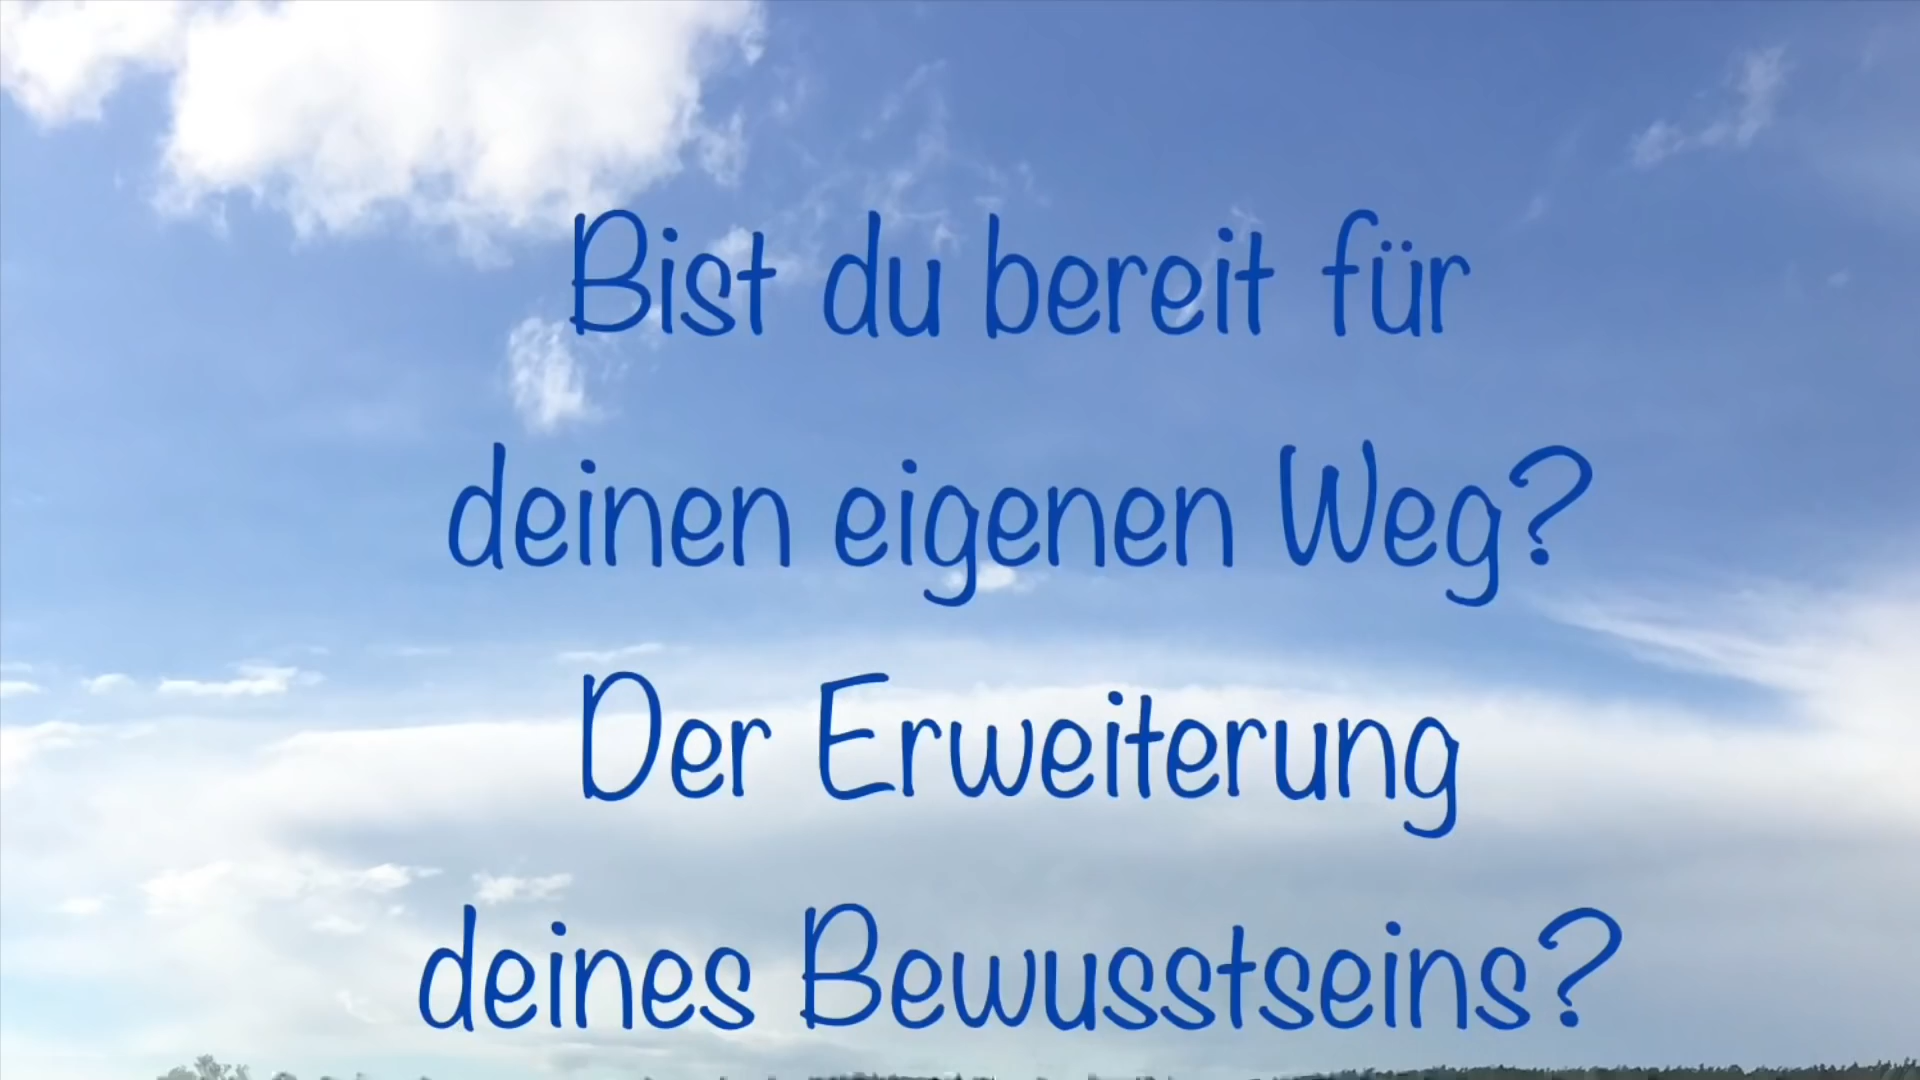 Bist du bereit für
deinen eigenen Weg?
Der Erweiterung
deines Bewusstseins?